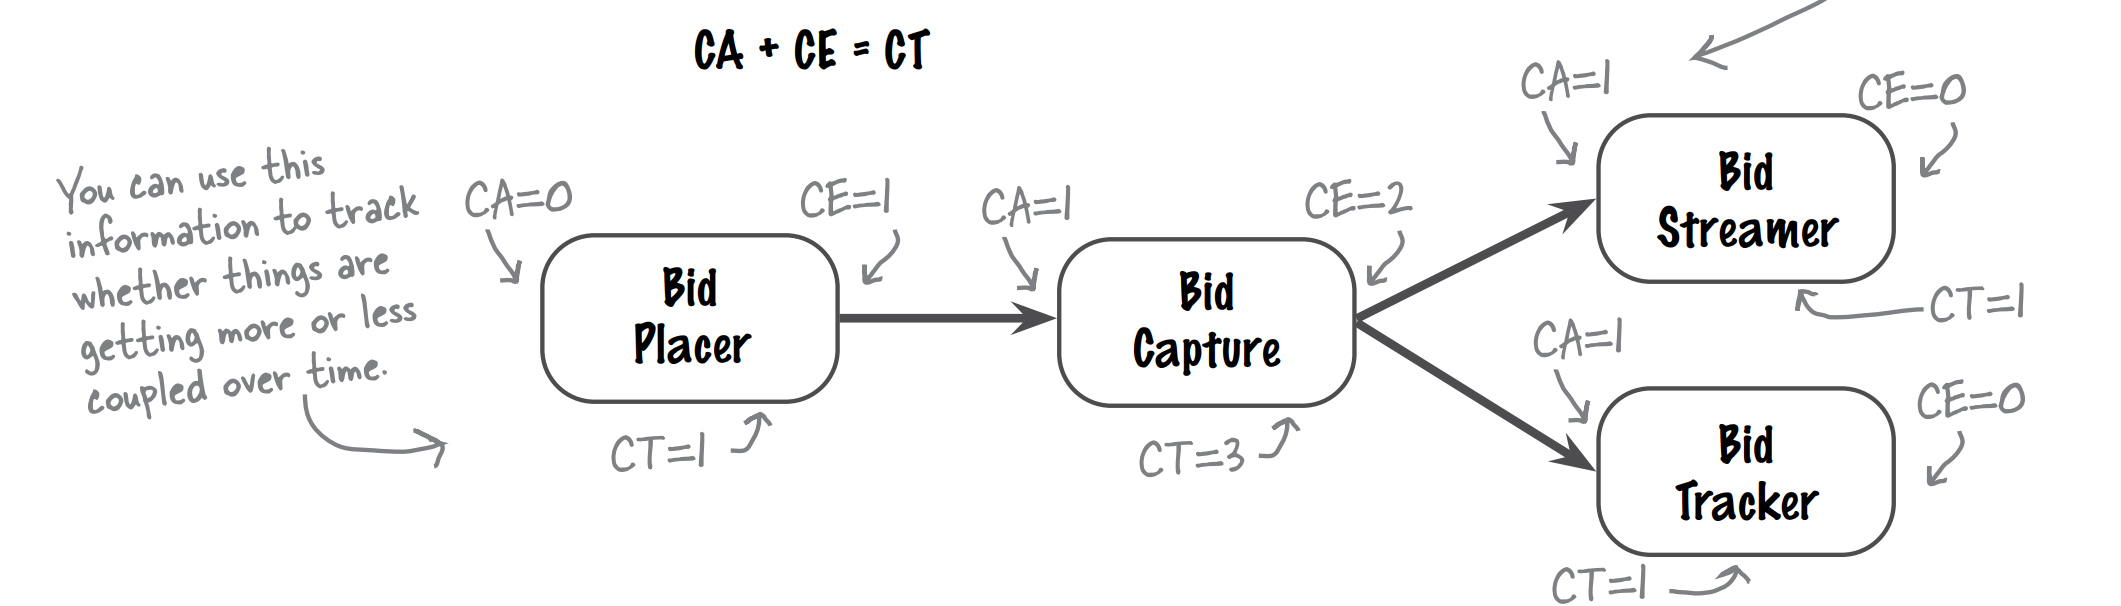 CA + CE = CT
You can use this
information to track
whether things are
getting more or less
coupled over time.
CA=0
CE=1
Bid
Placer
CT=1
CA=1
CE=2
Bid
Capture
CT=3
CA=1
CE=0
Bid
Streamer
CT=1
CA=1
CE=0
Bid
Tracker
CT=1